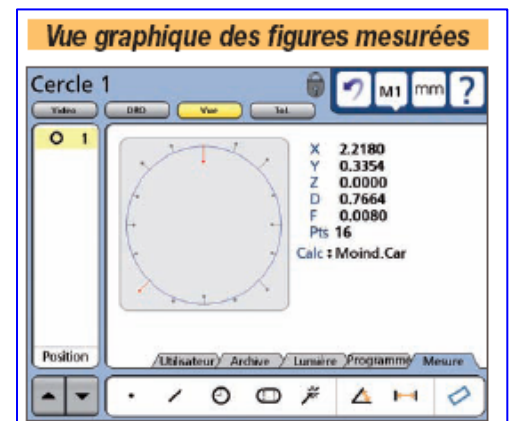 Vue graphique des figures mesurées
Cercle 1
M1 mm ?
Video DRO Vue Tol.
1
X 2.2180
Y 0.3354
Z 0.0000
D 0.7664
F 0.0080
Pts 16
Calc : Moind.Car
Position
Utilisateur Archive Lumière Programme Mesure